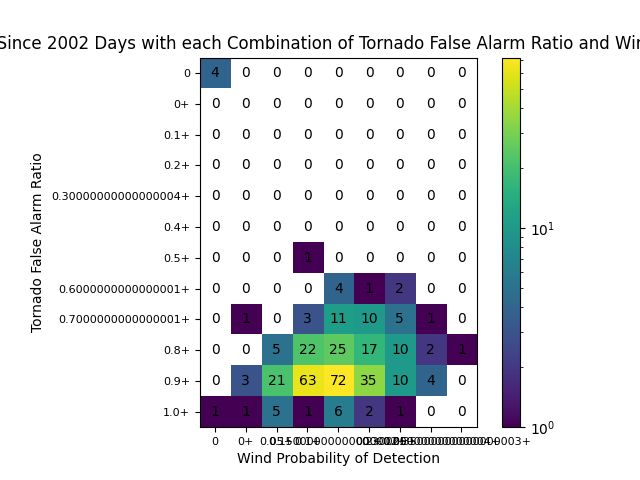 Since 2002 Days with each Combination of Tornado False Alarm Ratio and Wi
Tornado False Alarm Ratio
0 4 0 0 0 0 0 0 0 0
0+ 0 0 0 0 0 0 0 0 0
0.1+ 0 0 0 0 0 0 0 0 0
0.2+ 0 0 0 0 0 0 0 0 0
0.30000000000000004+ 0 0 0 0 0 0 0 0 0
0.4+ 0 0 0 0 0 0 0 0 0
0.5+ 0 0 0 1 0 0 0 0 0
0.6000000000000001+ 0 0 0 0 4 1 2 0 0
0.7000000000000001+ 0 1 0 3 11 10 5 1 0
0.8+ 0 0 5 22 25 17 10 2 1
0.9+ 0 3 21 63 72 35 10 4 0
1.0+ 1 1 5 1 6 2 1 0 0
0 0+
Wind Probability of Detection
10^1
10^0